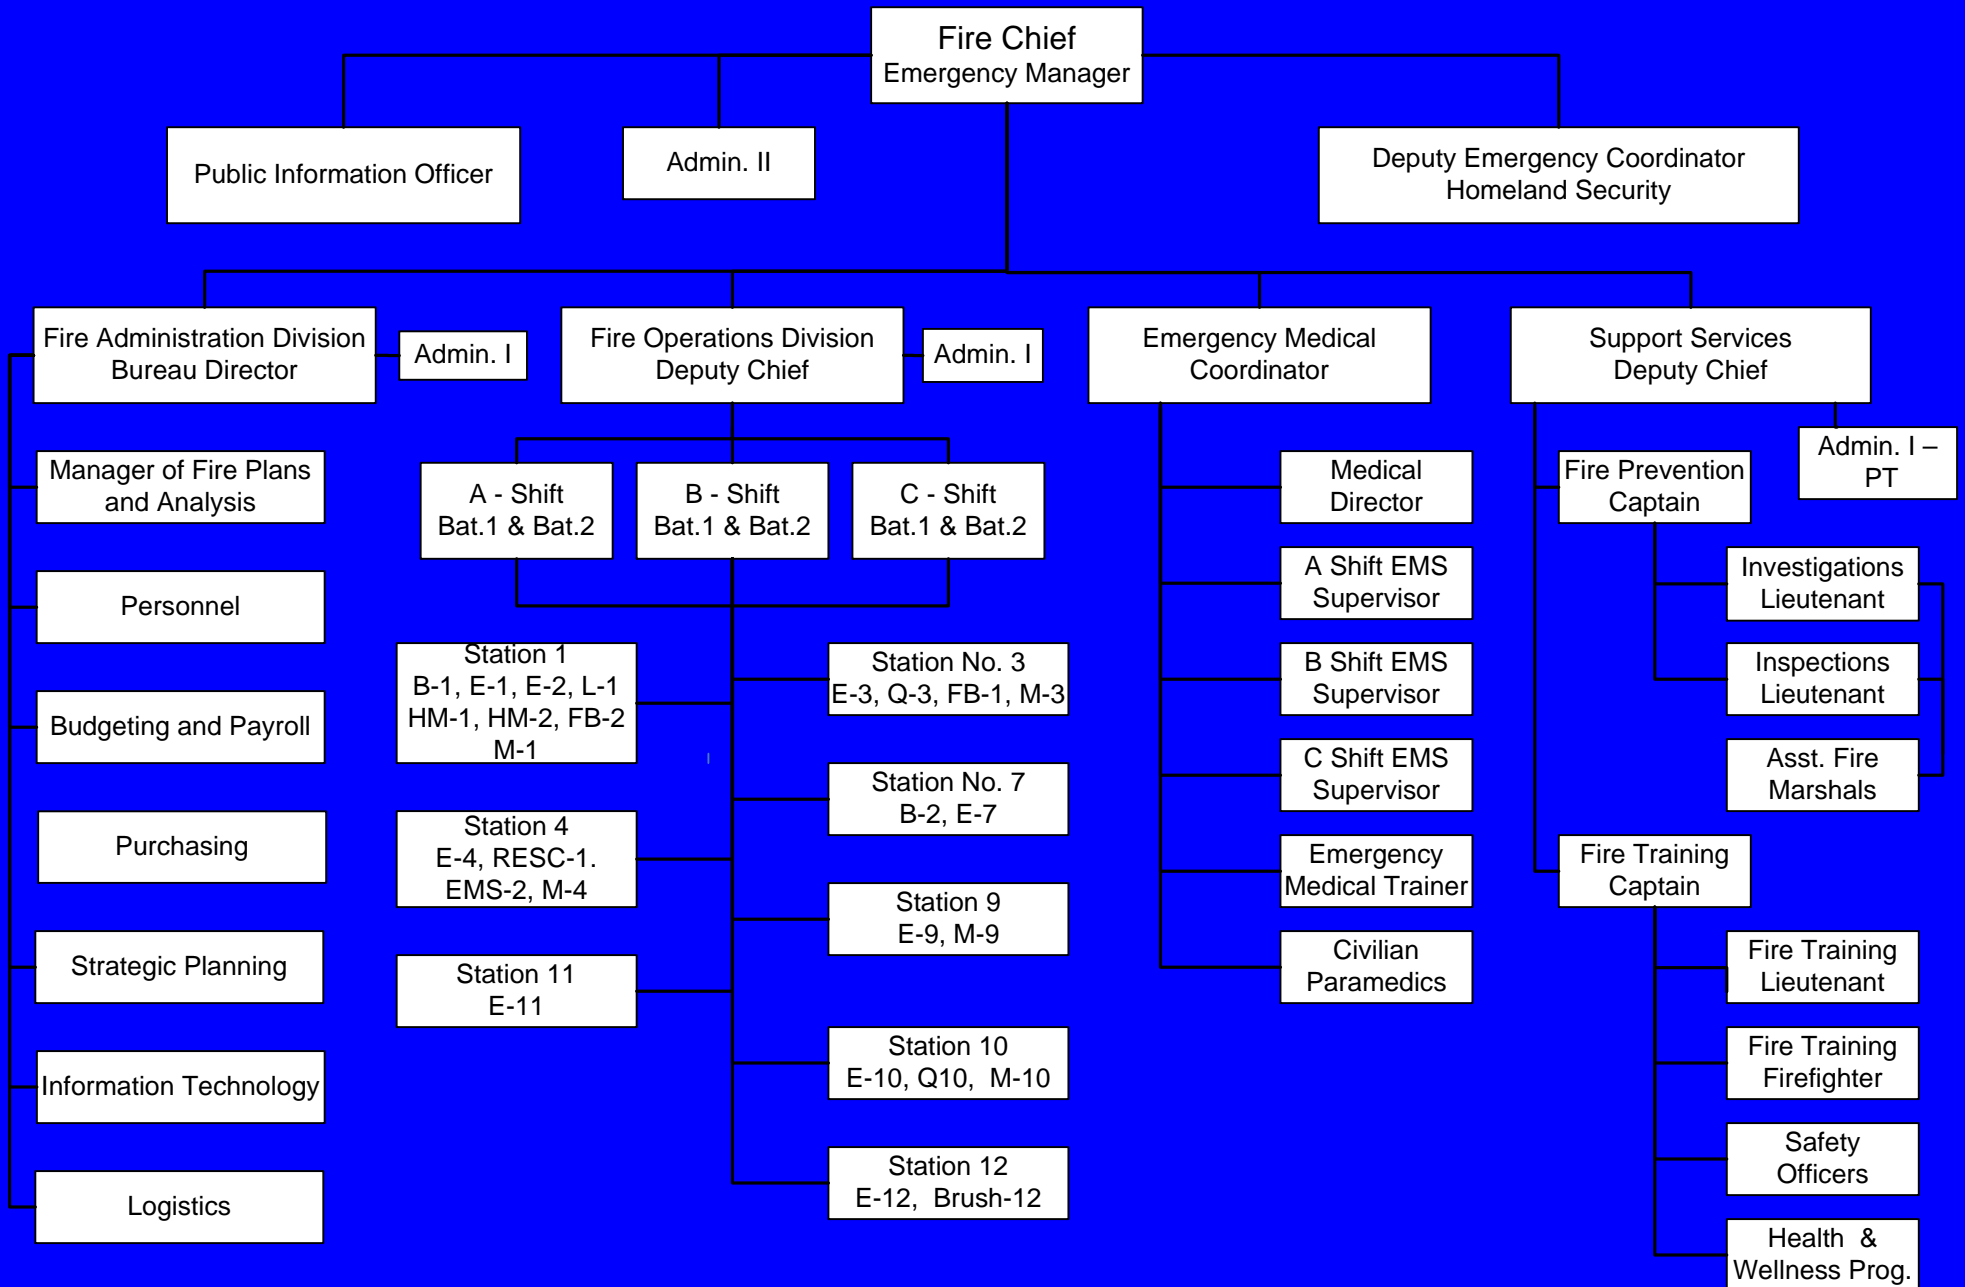 Fire Chief
Emergency Manager
Public Information Officer
Admin. II
Deputy Emergency Coordinator
Homeland Security
Fire Administration Division
Bureau Director
Admin. I
Fire Operations Division
Deputy Chief
Admin. I
Emergency Medical
Coordinator
Support Services
Deputy Chief
Admin. I –
PT
Manager of Fire Plans
and Analysis
Personnel
Budgeting and Payroll
Purchasing
Strategic Planning
Information Technology
Logistics
A - Shift
Bat.1 & Bat.2
B - Shift
Bat.1 & Bat.2
C - Shift
Bat.1 & Bat.2
Station 1
B-1, E-1, E-2, L-1
HM-1, HM-2, FB-2
M-1
Station 4
E-4, RESC-1.
EMS-2, M-4
Station 11
E-11
Station No. 3
E-3, Q-3, FB-1, M-3
Station No. 7
B-2, E-7
Station 9
E-9, M-9
Station 10
E-10, Q10,  M-10
Station 12
E-12,  Brush-12
Medical
Director
A Shift EMS
Supervisor
B Shift EMS
Supervisor
C Shift EMS
Supervisor
Emergency
Medical Trainer
Civilian
Paramedics
Fire Prevention
Captain
Investigations
Lieutenant
Inspections
Lieutenant
Asst. Fire
Marshals
Fire Training
Captain
Fire Training
Lieutenant
Fire Training
Firefighter
Safety
Officers
Health  &
Wellness Prog.